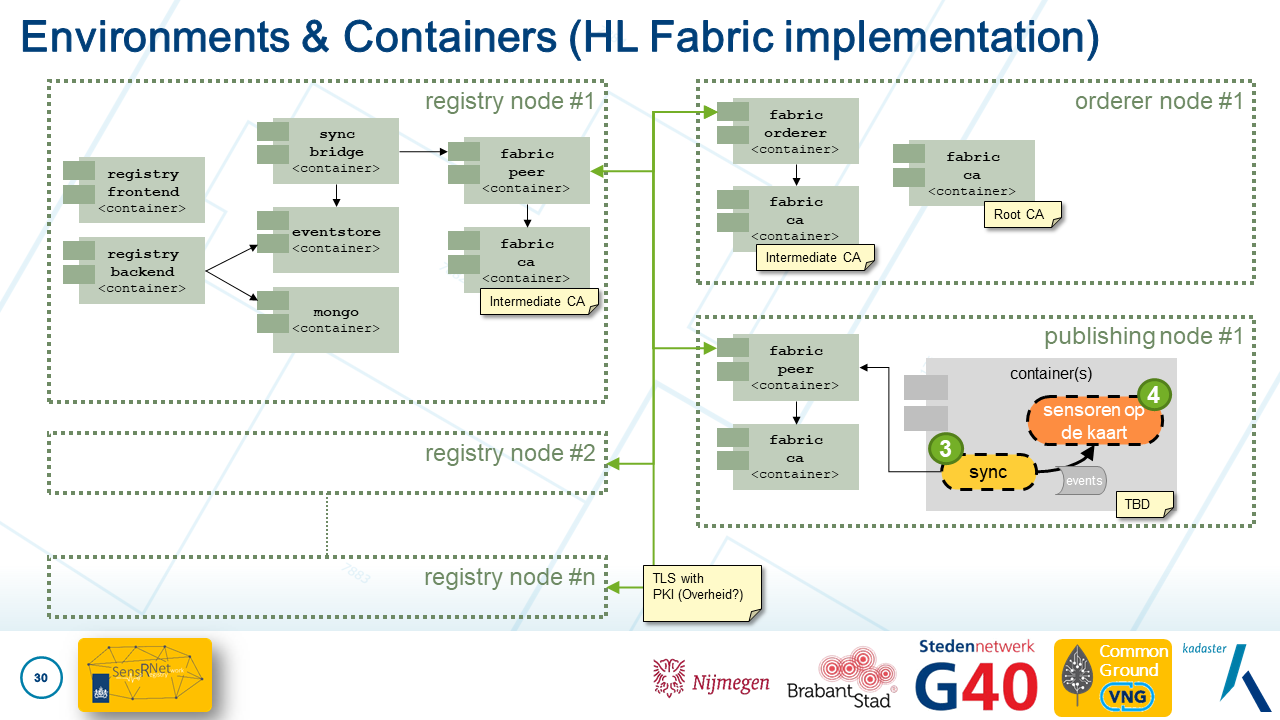 Environments & Containers (HL Fabric implementation)
registry node #1
registry
frontend
<container>
registry
backend
<container>
sync
bridge
<container>
eventstore
<container>
mongo
<container>
fabric
peer
<container>
fabric
ca
<container>
Intermediate CA
registry node #2
registry node #n
TLS with
PKI (Overheid?)
orderer node #1
fabric
orderer
<container>
fabric
ca
<container>
Intermediate CA
fabric
ca
<container>
Root CA
publishing node #1
fabric
peer
<container>
fabric
ca
<container>
container(s)
4
sensoren op
de kaart
3
sync
events
TBD
7883
30
SensRNet
Nijmegen
BrabantStad
Stedennetwerk
G40
Common
Ground
VNG
kadaster